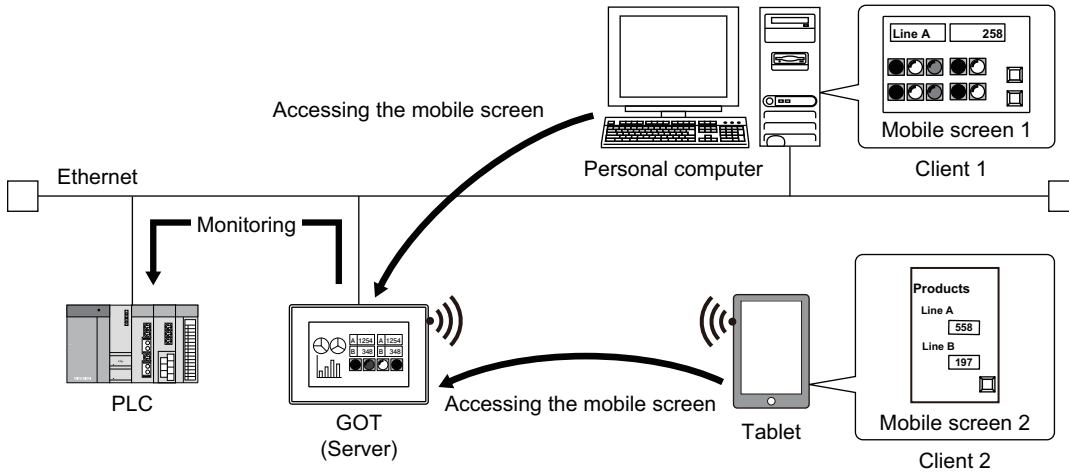 Line A 258
Mobile screen 1
Client 1
Accessing the mobile screen
Personal computer
Ethernet
Monitoring
PLC
A 1254 A 1254
B 348 B 348
GOT
(Server)
Accessing the mobile screen
Tablet
Products
Line A
558
Line B
197
Mobile screen 2
Client 2